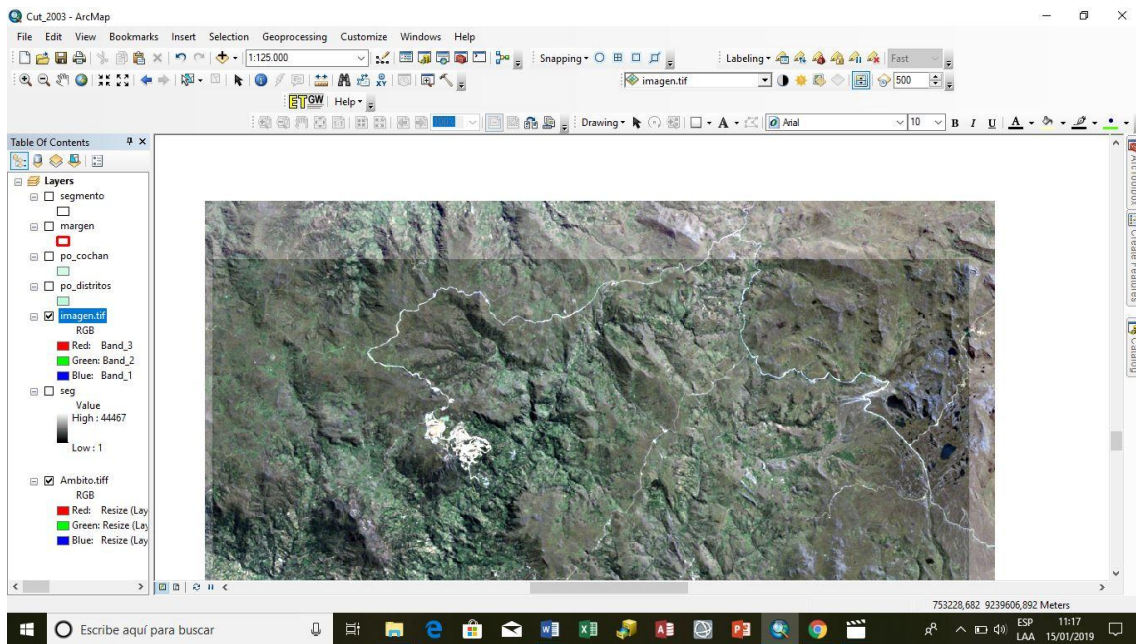 Cut_2003 - ArcMap
File Edit View Bookmarks Insert Selection Geoprocessing Customize Windows Help
1:125.000 Snapping Labeling Fast
imagen.tif 500
ET GW Help
100% Drawing A Arial 10 B I U A
Table Of Contents
Layers
segmento
margen
po_cochan
po_distritos
imagen.tif
RGB
Red: Band_3
Green: Band_2
Blue: Band_1
seg
Value
High : 44467
Low : 1
Ambito.tiff
RGB
Red: Resize (Lay
Green: Resize (Lay
Blue: Resize (Lay
ArcToolbox
Create Features
Catalog
753228,682 9239606,892 Meters
Escribe aquí para buscar
ESP
LAA
11:17
15/01/2019